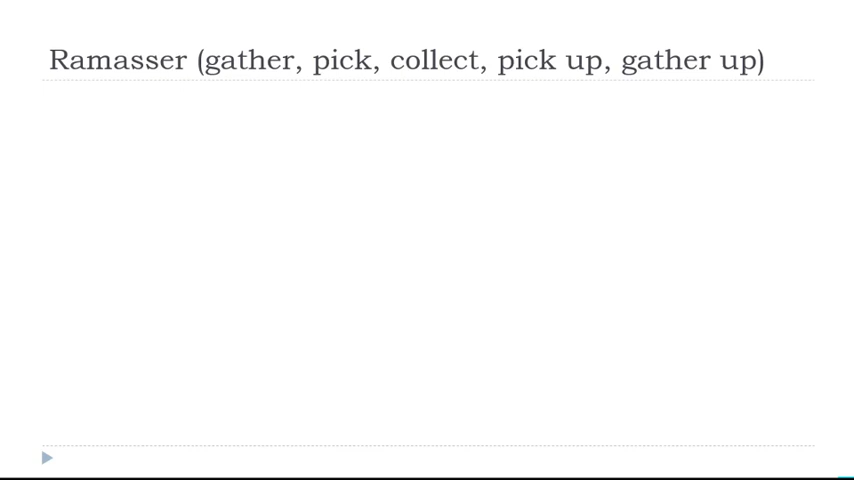 Ramasser (gather, pick, collect, pick up, gather up)